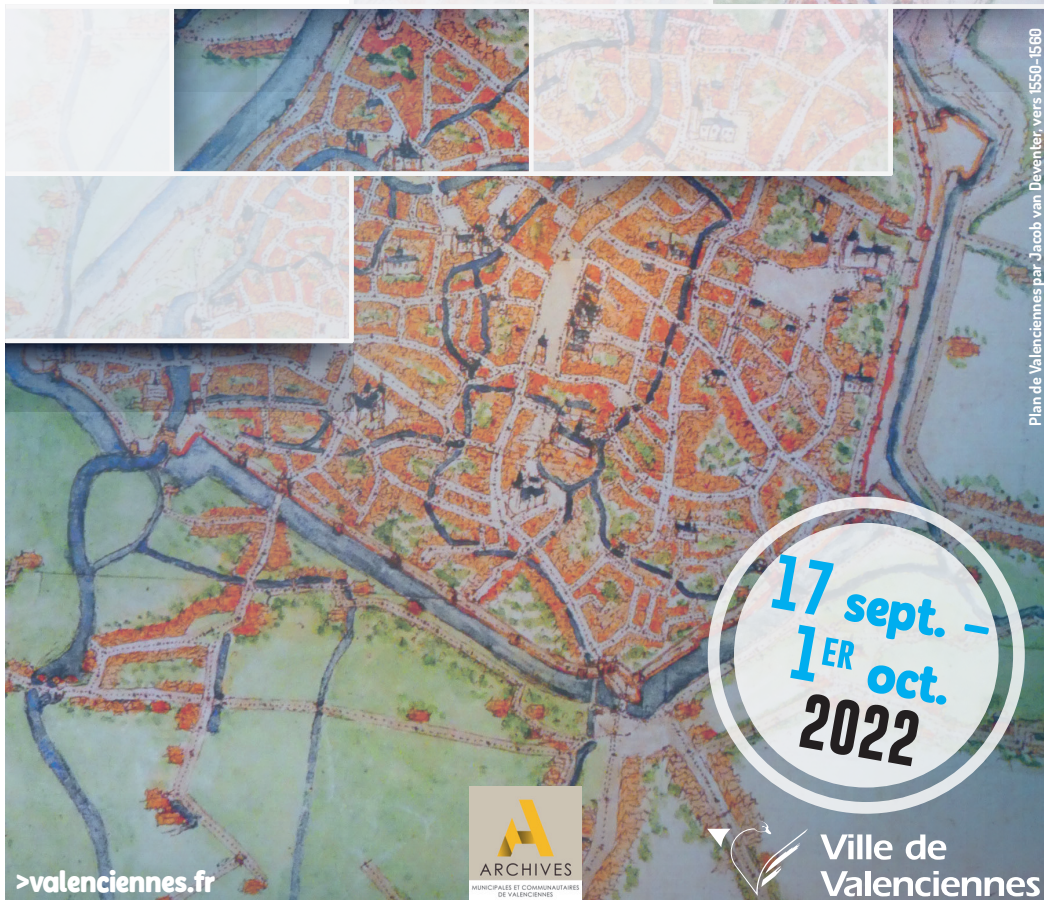 Plan de Valenciennes par Jacob van Deventer, vers 1550-1560
17 sept. –
1ER oct.
2022
>valenciennes.fr
ARCHIVES
MUNICIPALES ET COMMUNAUTAIRES
DE VALENCIENNES
Ville de
Valenciennes